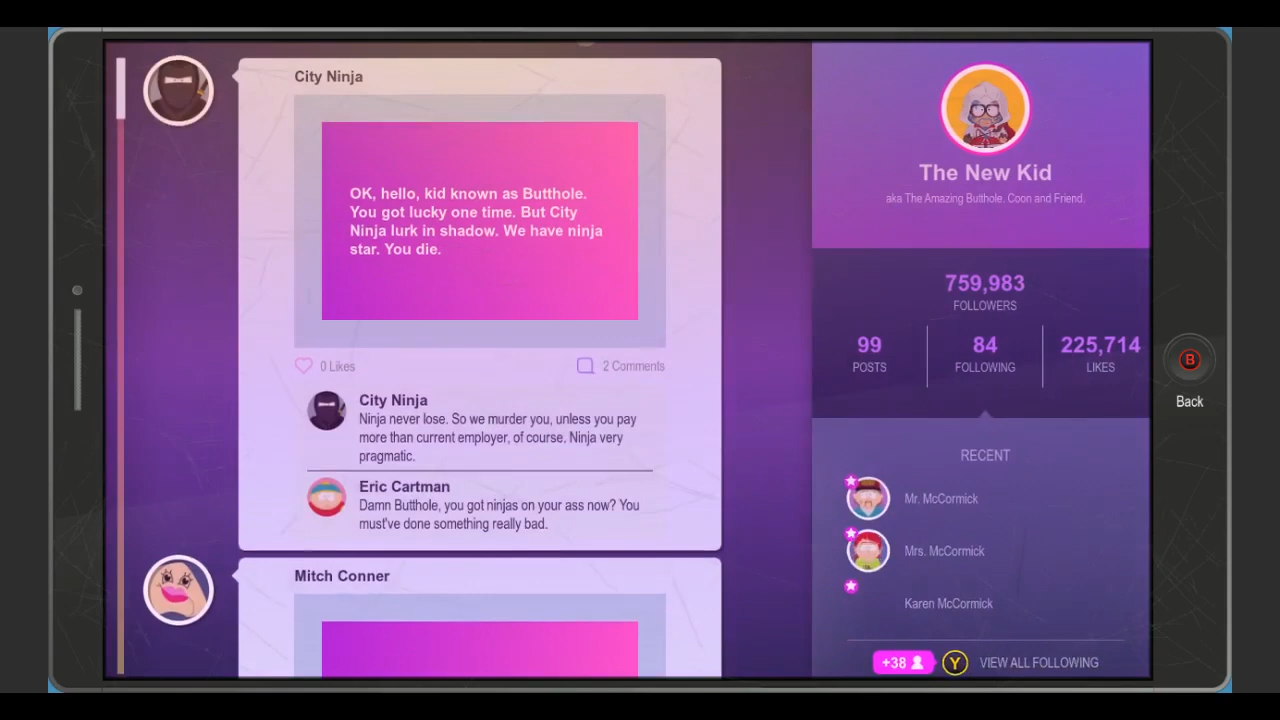 City Ninja
OK, hello, kid known as Butthole.
You got lucky one time. But City
Ninja lurk in shadow. We have ninja
star. You die.
0 Likes
2 Comments
City Ninja
Ninja never lose. So we murder you, unless you pay
more than current employer, of course. Ninja very
pragmatic.
Eric Cartman
Damn Butthole, you got ninjas on your ass now? You
must've done something really bad.
Mitch Conner
The New Kid
aka The Amazing Butthole. Coon and Friend.
759,983
FOLLOWERS
99
POSTS
84
FOLLOWING
225,714
LIKES
RECENT
Mr. McCormick
Mrs. McCormick
Karen McCormick
+38
Y VIEW ALL FOLLOWING
B
Back